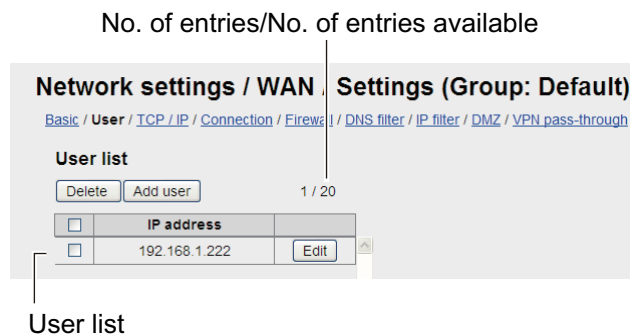 No. of entries/No. of entries available
Network settings / WAN / Settings (Group: Default)
Basic / User / TCP / IP / Connection / Firewall / DNS filter / IP filter / DMZ / VPN pass-through
User list
Delete Add user 1 / 20
IP address
192.168.1.222 Edit
User list